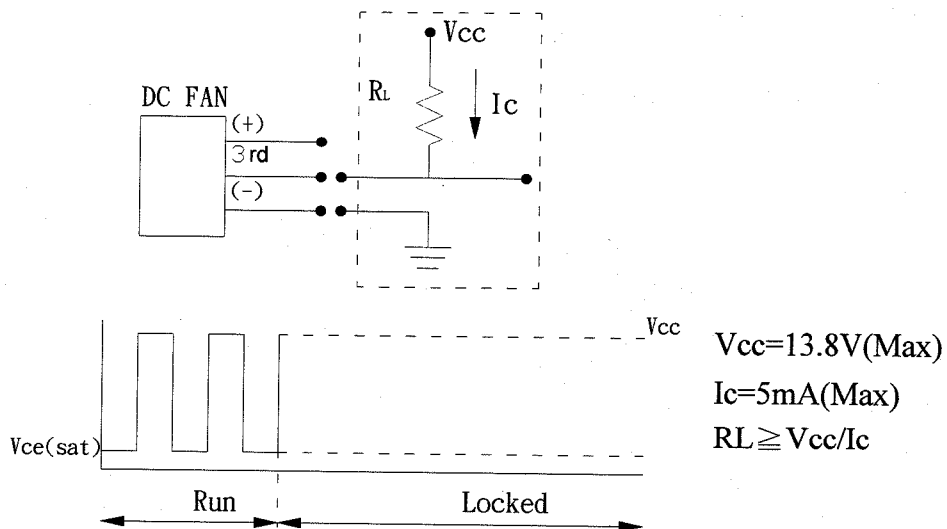 Vcc
DC FAN
RL
Ic
(+)
3rd
(-)
Vcc
Vcc=13.8V(Max)
Ic=5mA(Max)
Vce(sat)
RL≧Vcc/Ic
Run
Locked